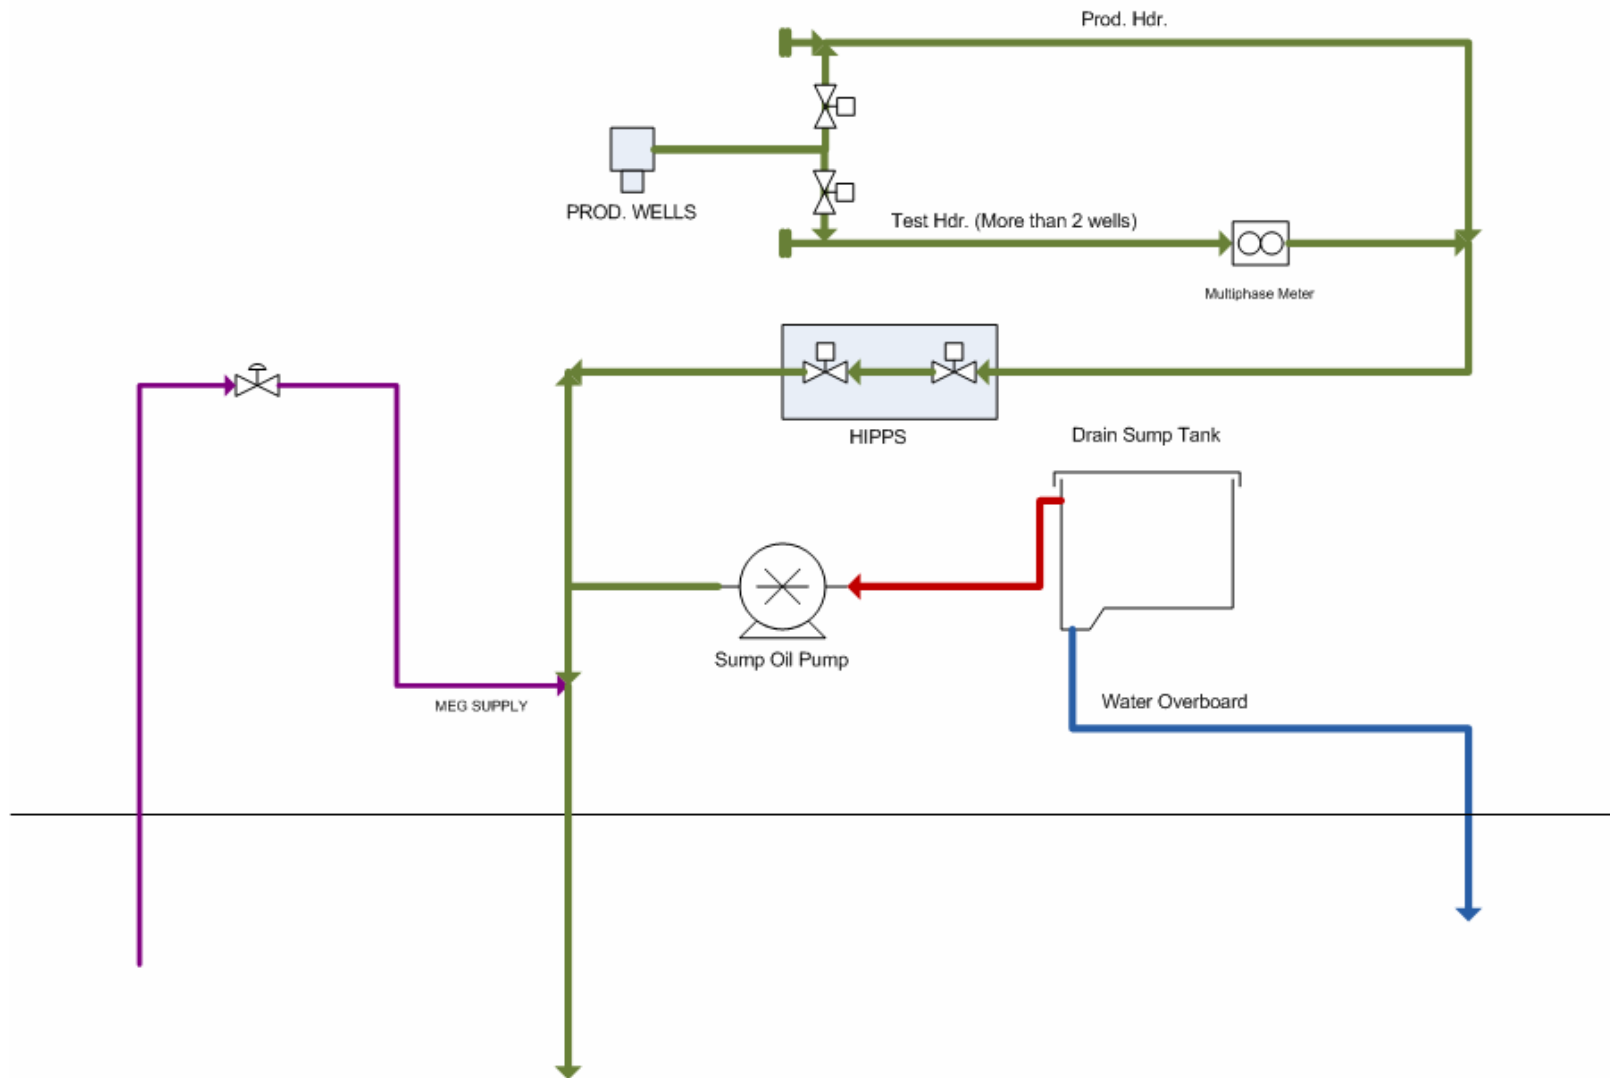 Prod. Hdr.
PROD. WELLS
Test Hdr. (More than 2 wells)
Multiphase Meter
HIPPS
Drain Sump Tank
Sump Oil Pump
MEG SUPPLY
Water Overboard